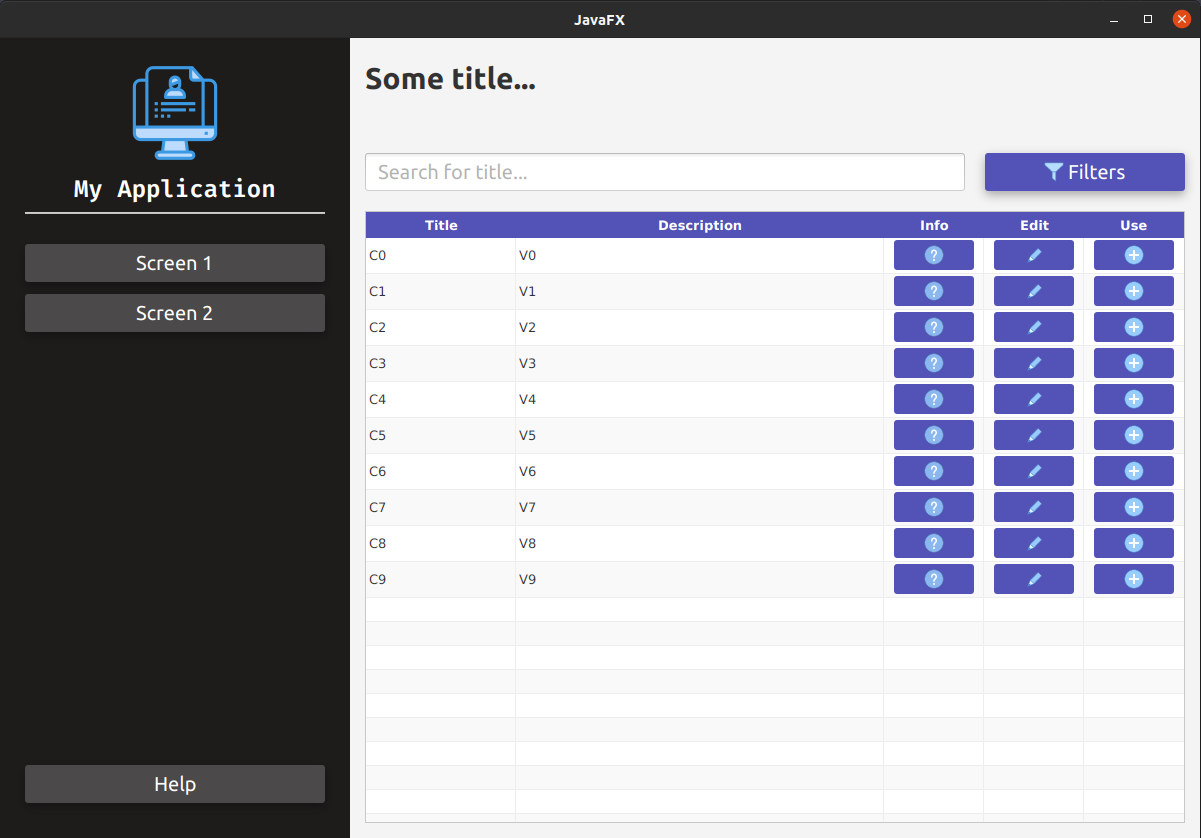 JavaFX
My Application
Screen 1
Screen 2
Help
Some title...
Search for title...
Filters
Title Description Info Edit Use
C0 V0 ?
C1 V1 ?
C2 V2 ?
C3 V3 ?
C4 V4 ?
C5 V5 ?
C6 V6 ?
C7 V7 ?
C8 V8 ?
C9 V9 ?